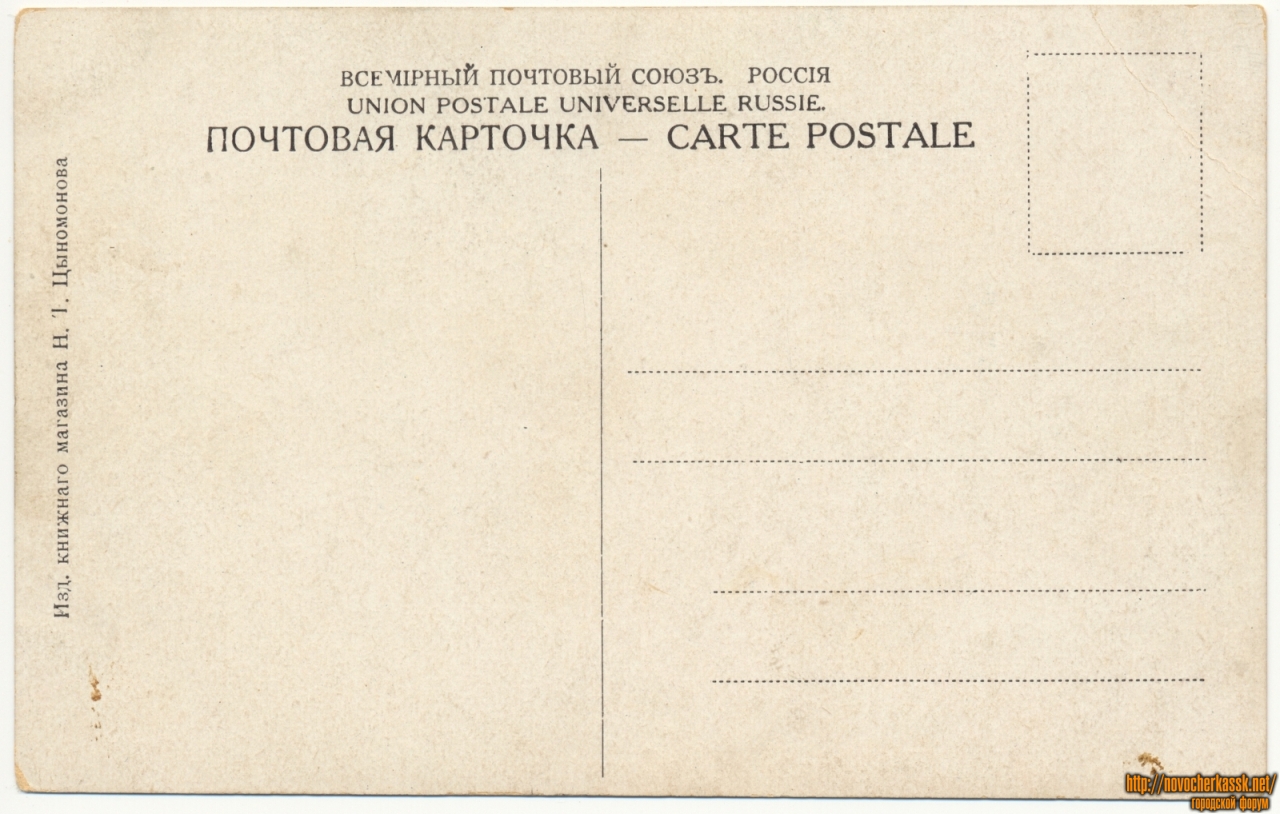 ВСЕМІРНЫЙ ПОЧТОВЫЙ СОЮЗЪ. РОССІЯ
UNION POSTALE UNIVERSELLE RUSSIE.
ПОЧТОВАЯ КАРТОЧКА — CARTE POSTALE
Изд. книжнаго магазина Н. Т. Цыномонова
http://novocherkassk.net/
городской форум